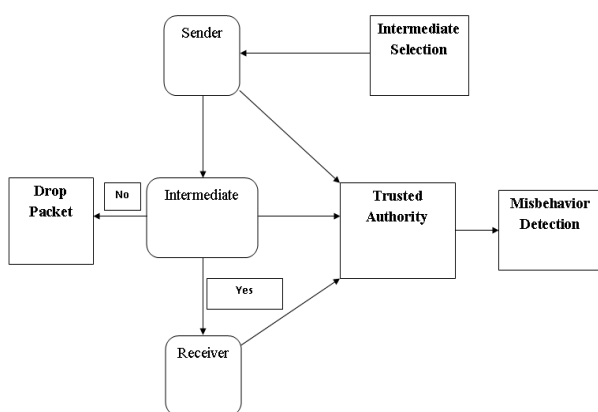 Sender
Intermediate
Selection
Drop
Packet
No
Intermediate
Trusted
Authority
Misbehavior
Detection
Yes
Receiver